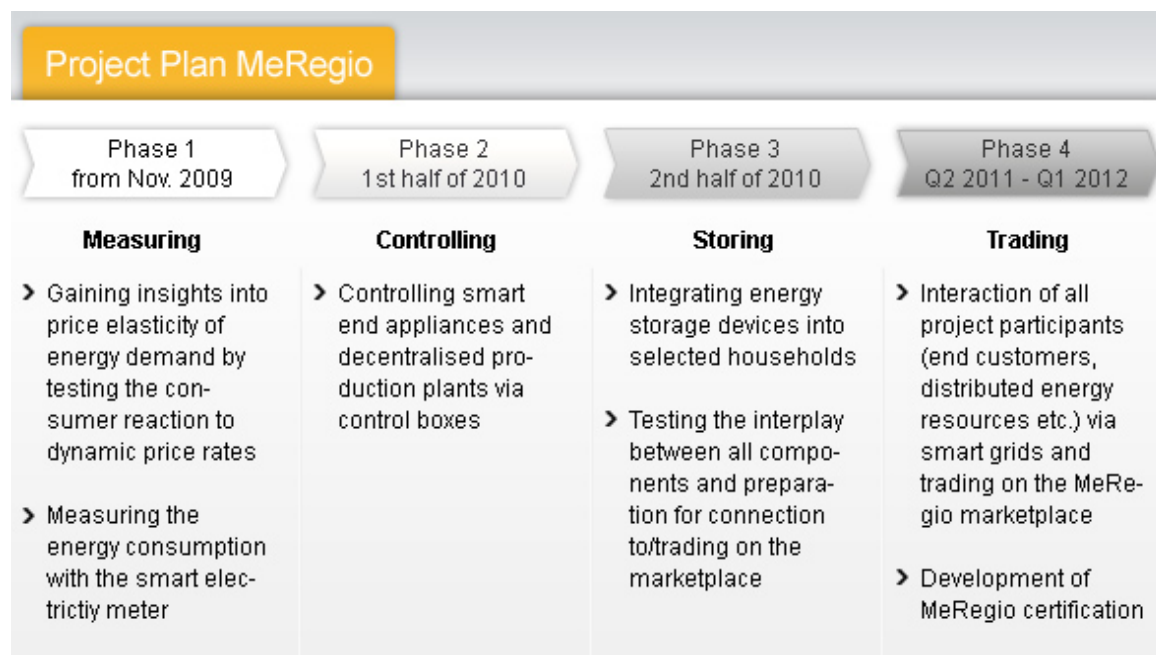 Project Plan MeRegio
Phase 1
from Nov. 2009
Phase 2
1st half of 2010
Phase 3
2nd half of 2010
Phase 4
Q2 2011 - Q1 2012
Measuring
Gaining insights into
price elasticity of
energy demand by
testing the con-
sumer reaction to
dynamic price rates
Measuring the
energy consumption
with the smart elec-
trictiy meter
Controlling
Controlling smart
end appliances and
decentralised pro-
duction plants via
control boxes
Storing
Integrating energy
storage devices into
selected households
Testing the interplay
between all compo-
nents and prepara-
tion for connection
to/trading on the
marketplace
Trading
Interaction of all
project participants
(end customers,
distributed energy
resources etc.) via
smart grids and
trading on the MeRe-
gio marketplace
Development of
MeRegio certification